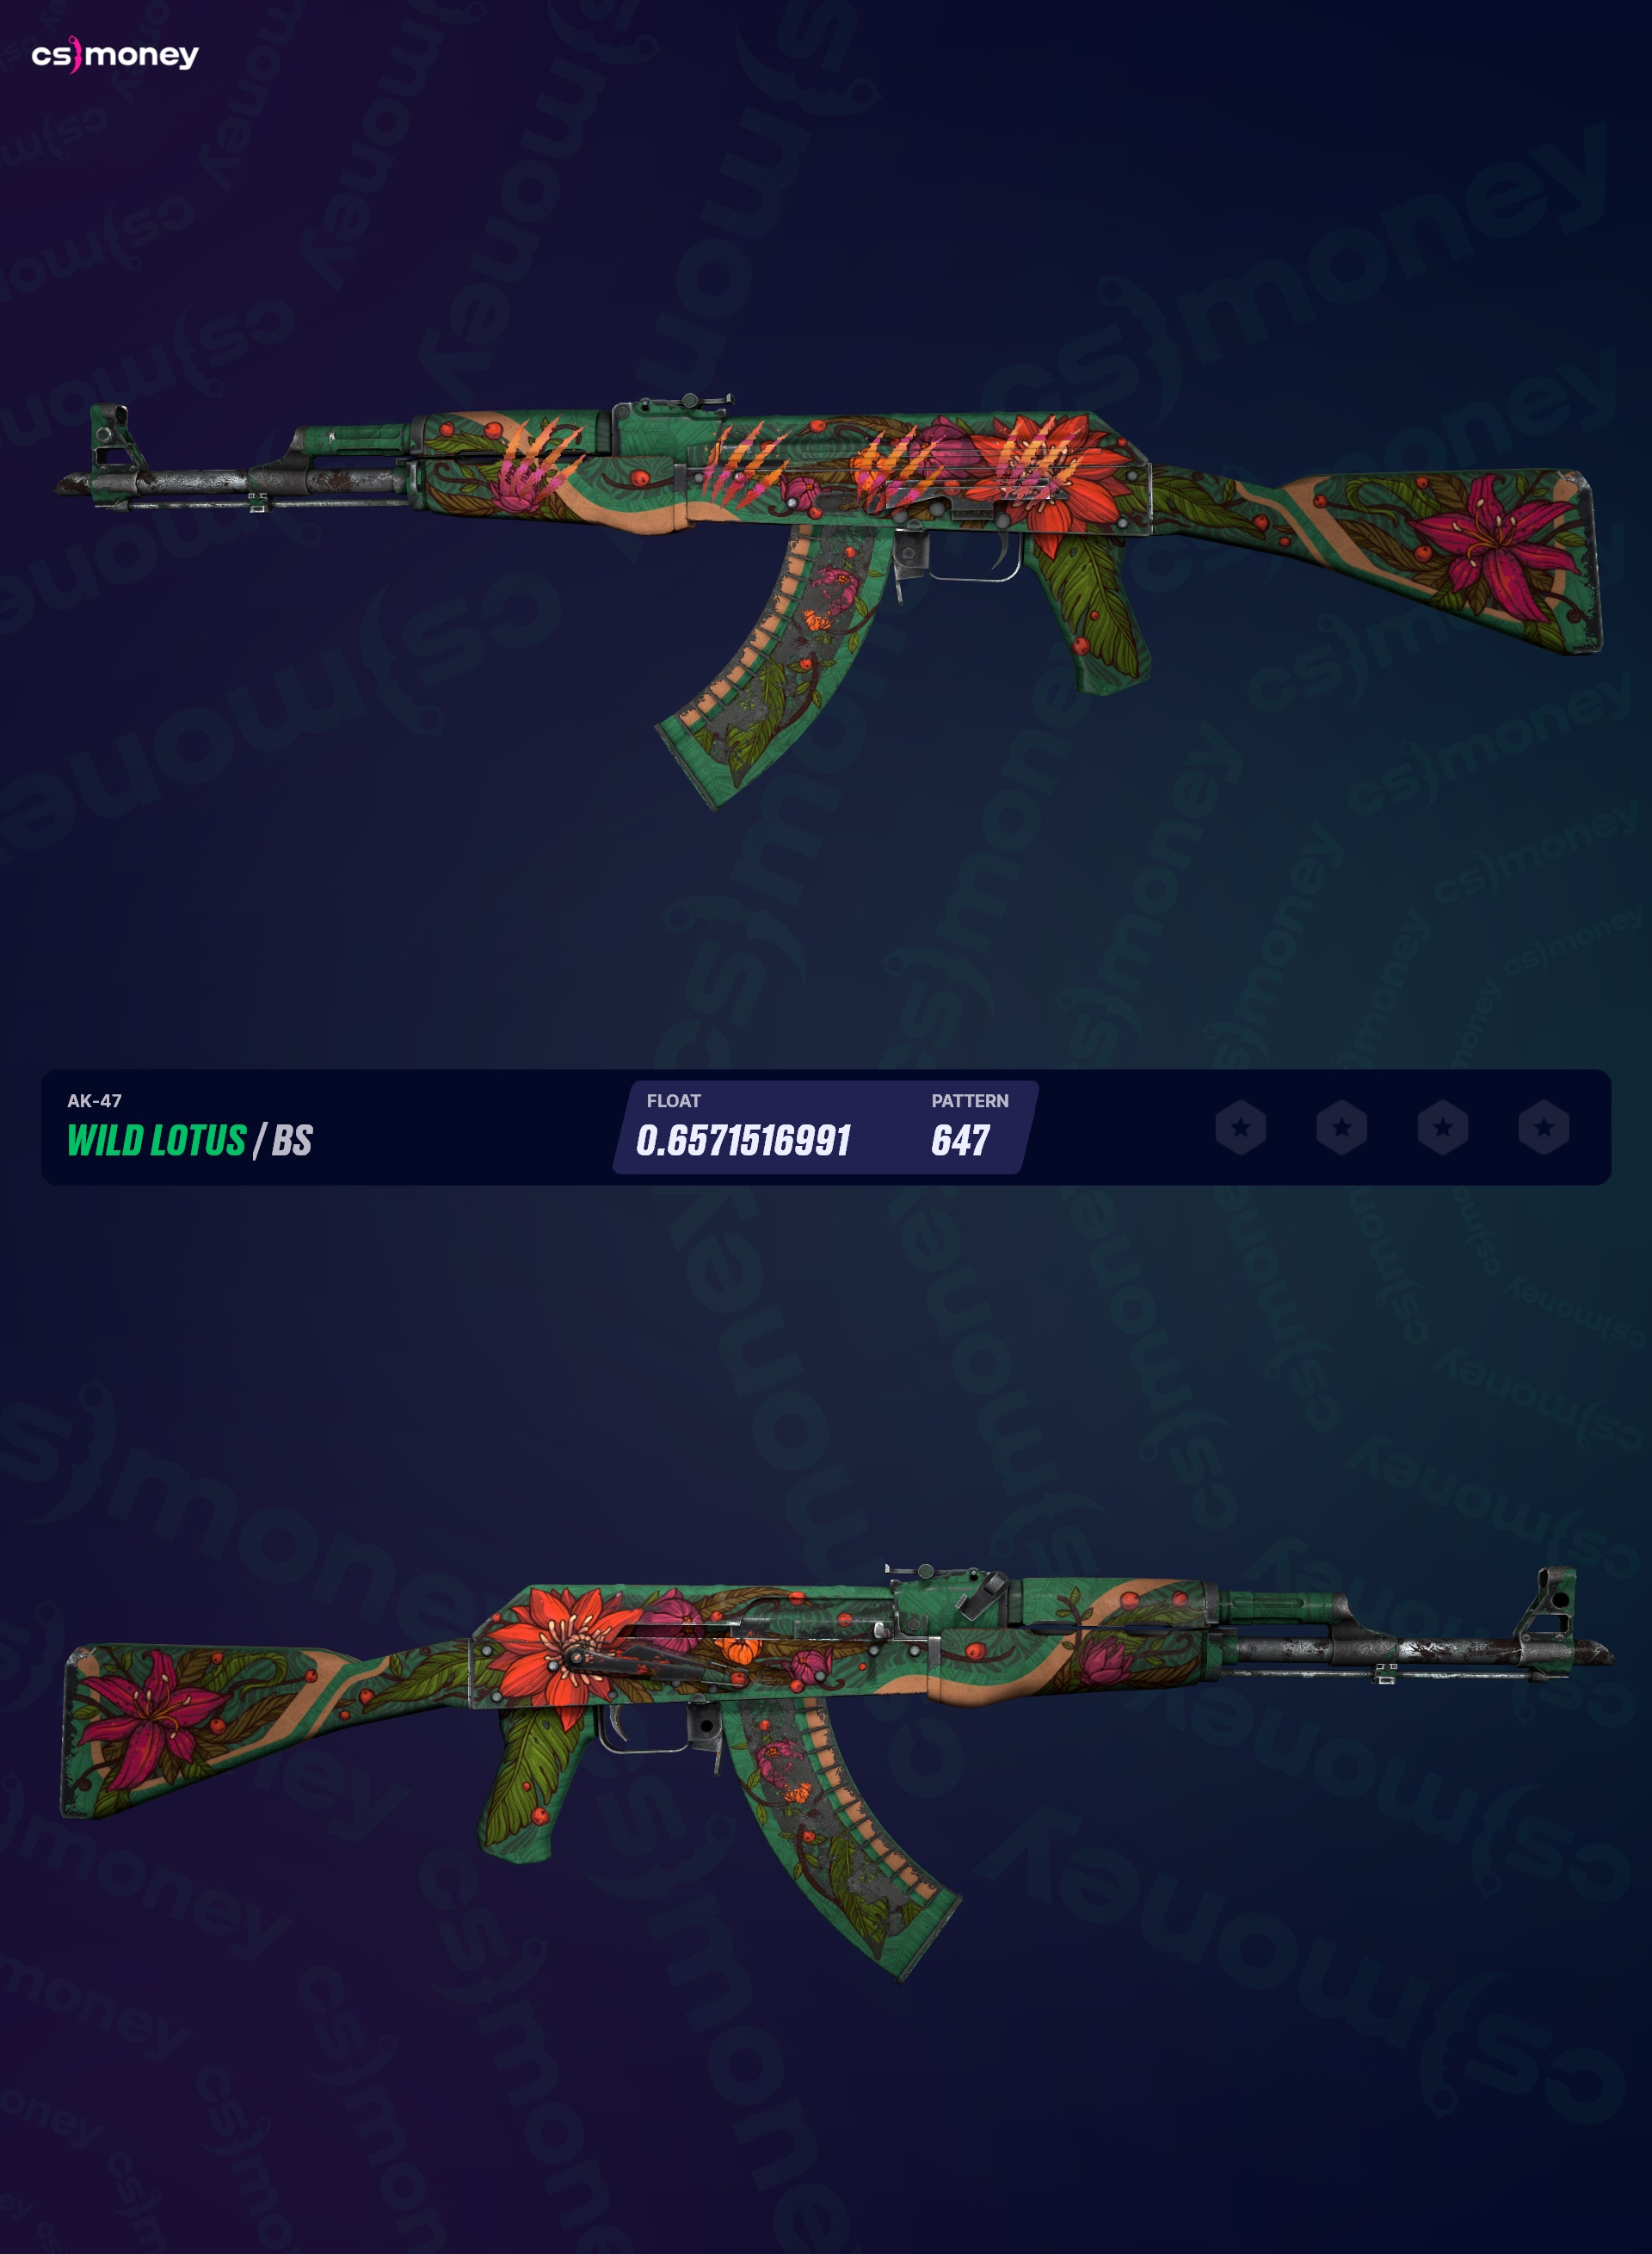 cs}money
AK-47
WILD LOTUS / BS
FLOAT
0.6571516991
PATTERN
647